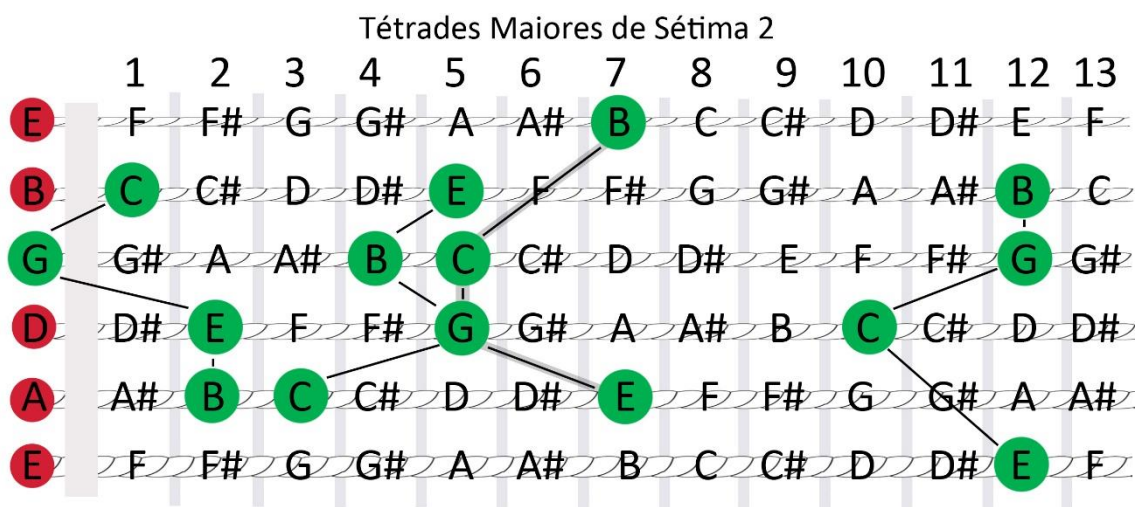 Tétrades Maiores de Sétima 2
1 2 3 4 5 6 7 8 9 10 11 12 13
E F F# G G# A A# B C C# D D# E F
B C C# D D# E F F# G G# A A# B C
G G# A A# B C C# D D# E F F# G G#
D D# E F F# G G# A A# B C C# D D#
A A# B C C# D D# E F F# G G# A A#
E F F# G G# A A# B C C# D D# E F